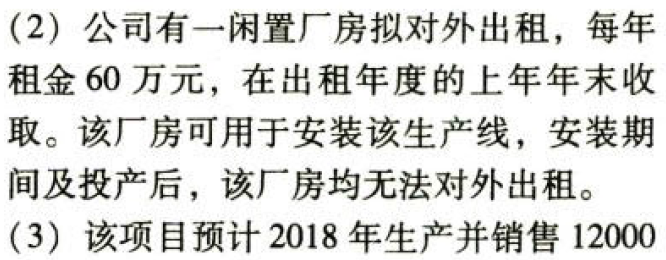 (2) 公司有一闲置厂房拟对外出租，每年
租金 60 万元，在出租年度的上年年末收
取。该厂房可用于安装该生产线，安装期
间及投产后，该厂房均无法对外出租。
(3) 该项目预计 2018 年生产并销售 12000